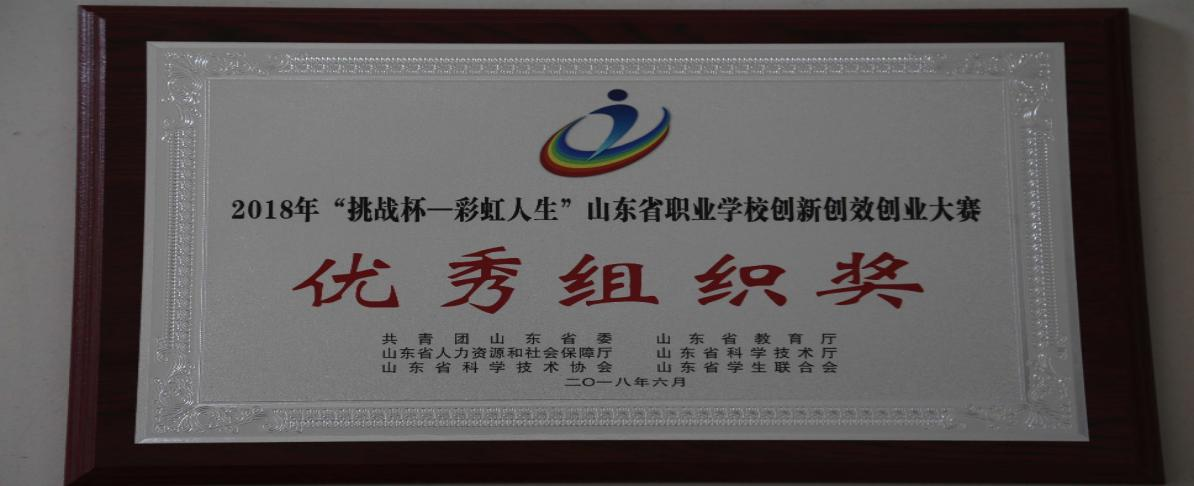 2018年“挑战杯—彩虹人生”山东省职业学校创新创效创业大赛
优秀组织奖
共青团山东省委 山东省教育厅
山东省人力资源和社会保障厅 山东省科学技术厅
山东省科学技术协会 山东省学生联合会
二〇一八年六月